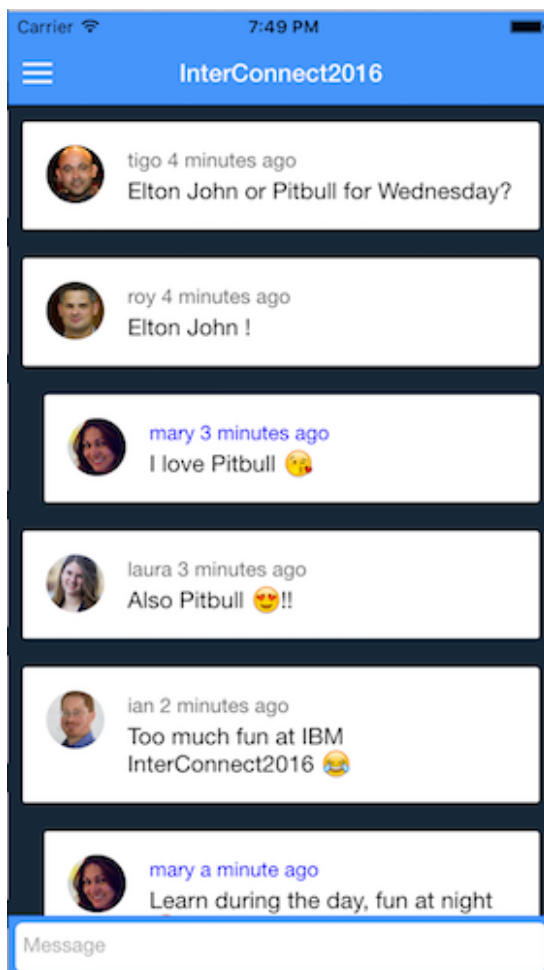 Carrier 7:49 PM
InterConnect2016
tigo 4 minutes ago
Elton John or Pitbull for Wednesday?
roy 4 minutes ago
Elton John !
mary 3 minutes ago
I love Pitbull 😘
laura 3 minutes ago
Also Pitbull 😍!!
ian 2 minutes ago
Too much fun at IBM
InterConnect2016 😂
mary a minute ago
Learn during the day, fun at night
Message